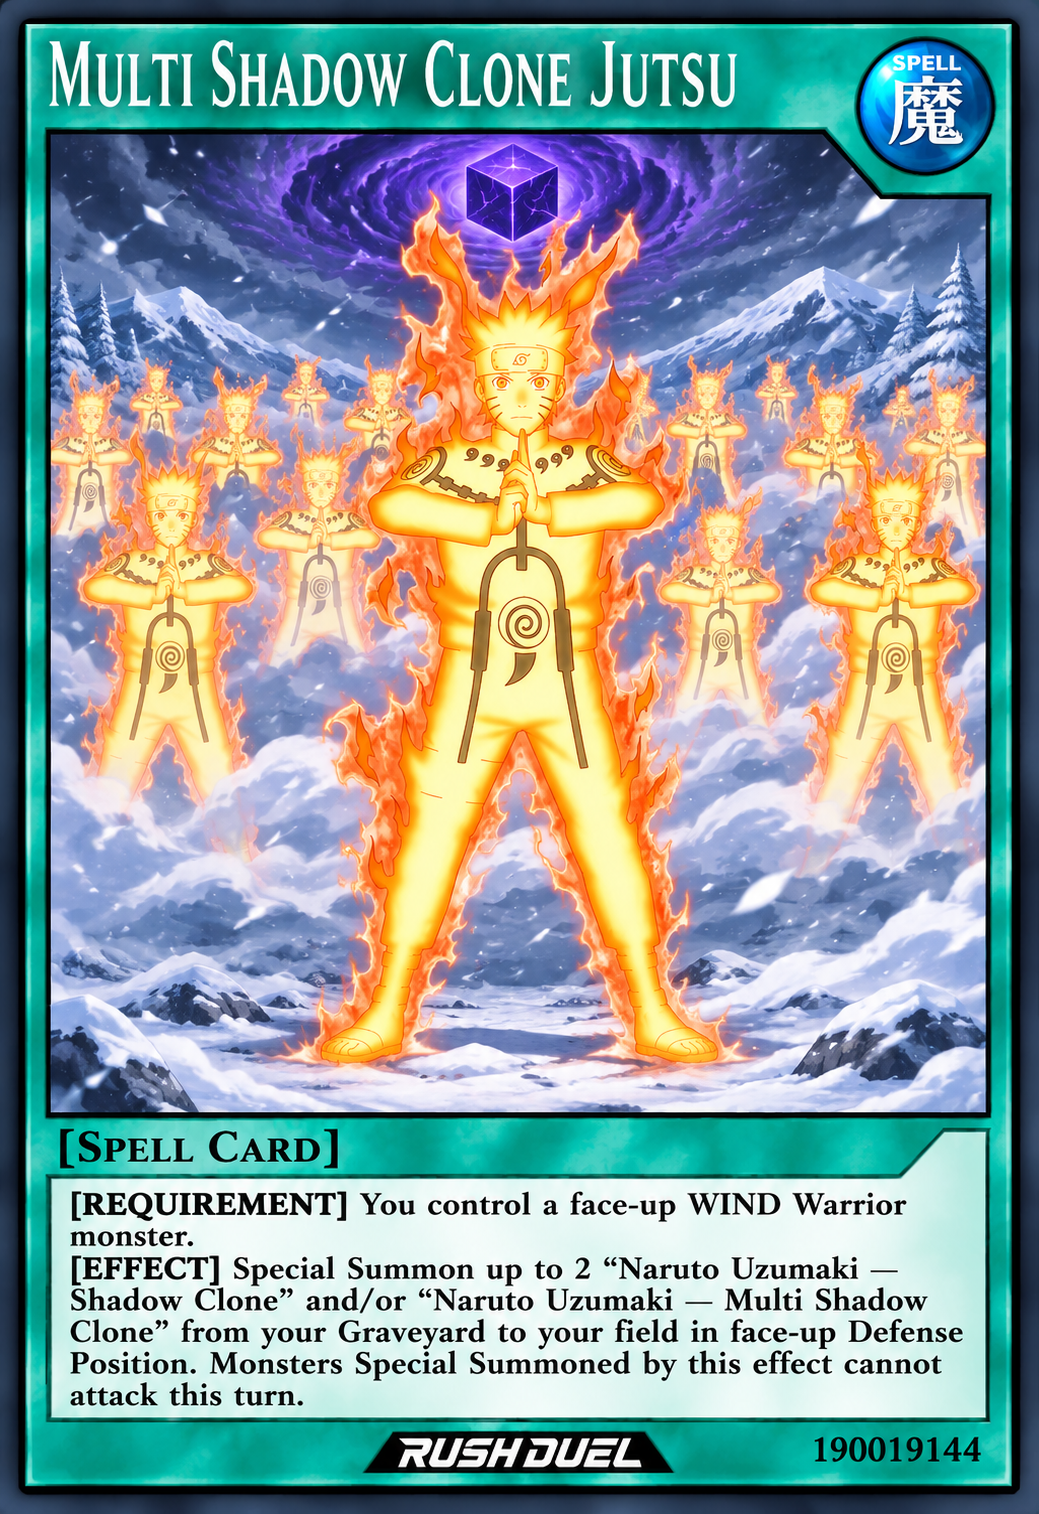 Multi Shadow Clone Jutsu
SPELL
魔
[Spell Card]
[REQUIREMENT] You control a face-up WIND Warrior
monster.
[EFFECT] Special Summon up to 2 “Naruto Uzumaki —
Shadow Clone” and/or “Naruto Uzumaki — Multi Shadow
Clone” from your Graveyard to your field in face-up Defense
Position. Monsters Special Summoned by this effect cannot
attack this turn.
RUSH DUEL
190019144